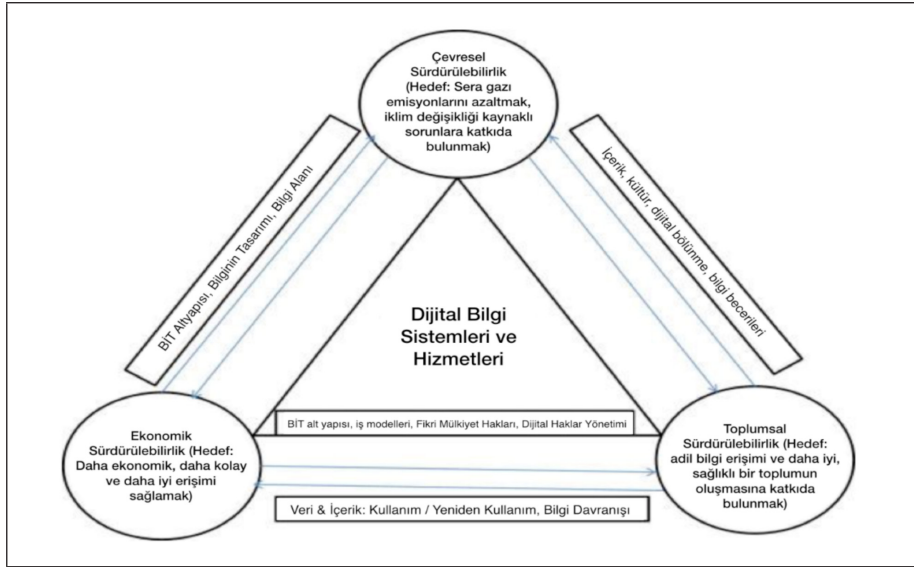 Çevresel
Sürdürülebilirlik
(Hedef: Sera gazı
emisyonlarını azaltmak,
iklim değişikliği kaynaklı
sorunlara katkıda
bulunmak)
BİT Altyapısı, Bilginin Tasarımı, Bilgi Alanı
İçerik, kültür, dijital bölünme, bilgi becerileri
Dijital Bilgi
Sistemleri ve
Hizmetleri
BİT alt yapısı, iş modelleri, Fikri Mülkiyet Hakları, Dijital Haklar Yönetimi
Ekonomik
Sürdürülebilirlik (Hedef:
Daha ekonomik, daha kolay
ve daha iyi erişimi
sağlamak)
Toplumsal
Sürdürülebilirlik (Hedef:
adil bilgi erişimi ve daha iyi,
sağlıklı bir toplumun
oluşmasına katkıda
bulunmak)
Veri & İçerik: Kullanım / Yeniden Kullanım, Bilgi Davranışı